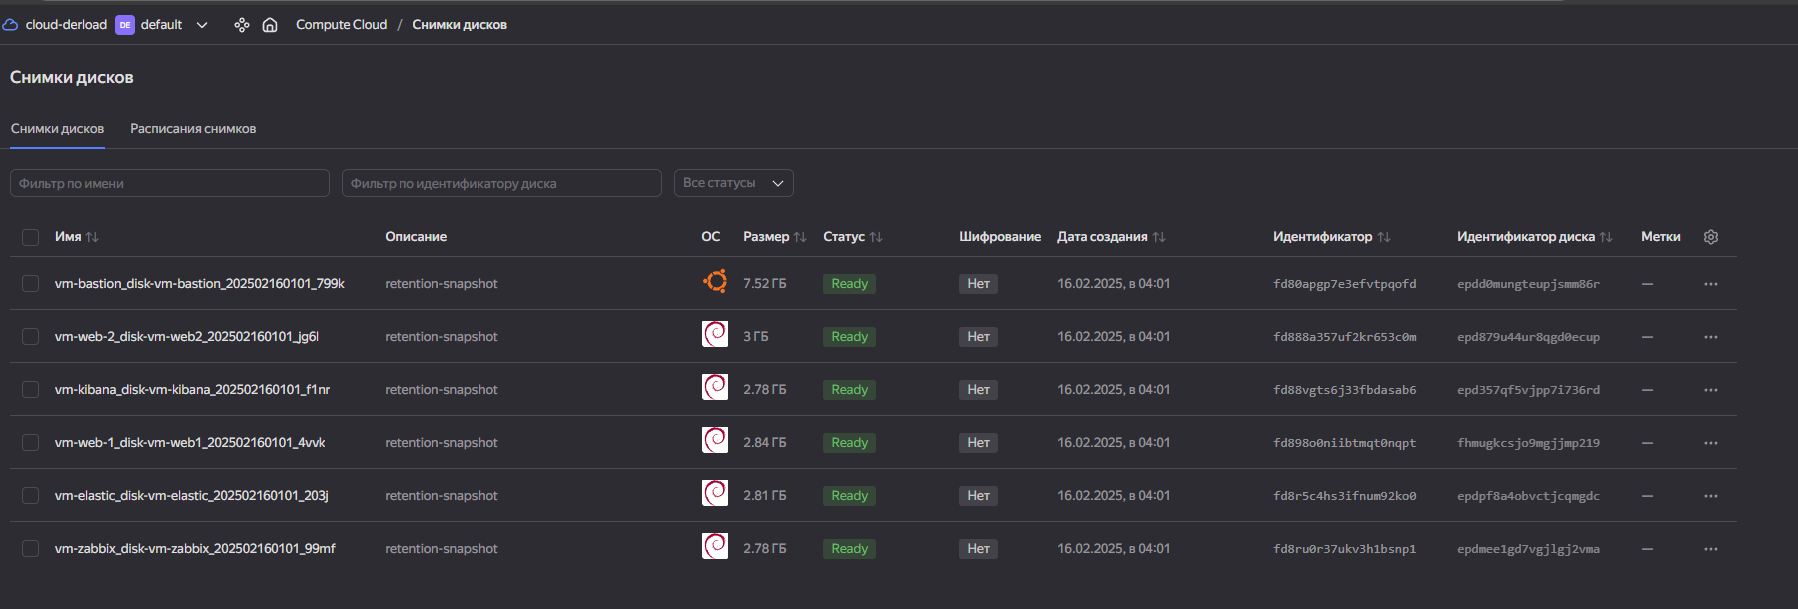 cloud-derload DE default Compute Cloud / Снимки дисков
Снимки дисков
Снимки дисков Расписания снимков
Фильтр по имени Фильтр по идентификатору диска Все статусы
Имя Описание ОС Размер Статус Шифрование Дата создания Идентификатор Идентификатор диска Метки
vm-bastion_disk-vm-bastion_202502160101_799k retention-snapshot 7.52 ГБ Ready Нет 16.02.2025, в 04:01 fd80apgp7e3efvtpqofd epdd0mungteupjsmm86r —
vm-web-2_disk-vm-web2_202502160101_jg6l retention-snapshot 3 ГБ Ready Нет 16.02.2025, в 04:01 fd888a357uf2kr653c0m epd879u44ur8qgd0ecup —
vm-kibana_disk-vm-kibana_202502160101_f1nr retention-snapshot 2.78 ГБ Ready Нет 16.02.2025, в 04:01 fd88vgts6j33fbdasab6 epd357qf5vjpp7i736rd —
vm-web-1_disk-vm-web1_202502160101_4vvk retention-snapshot 2.84 ГБ Ready Нет 16.02.2025, в 04:01 fd898o0niibtmqt0nqpt fhmugkcsjo9mgjjmp219 —
vm-elastic_disk-vm-elastic_202502160101_203j retention-snapshot 2.81 ГБ Ready Нет 16.02.2025, в 04:01 fd8r5c4hs3ifnum92ko0 epdpf8a4obvctjcqmgdc —
vm-zabbix_disk-vm-zabbix_202502160101_99mf retention-snapshot 2.78 ГБ Ready Нет 16.02.2025, в 04:01 fd8ru0r37ukv3h1bsnp1 epdmee1gd7vgjlgj2vma —